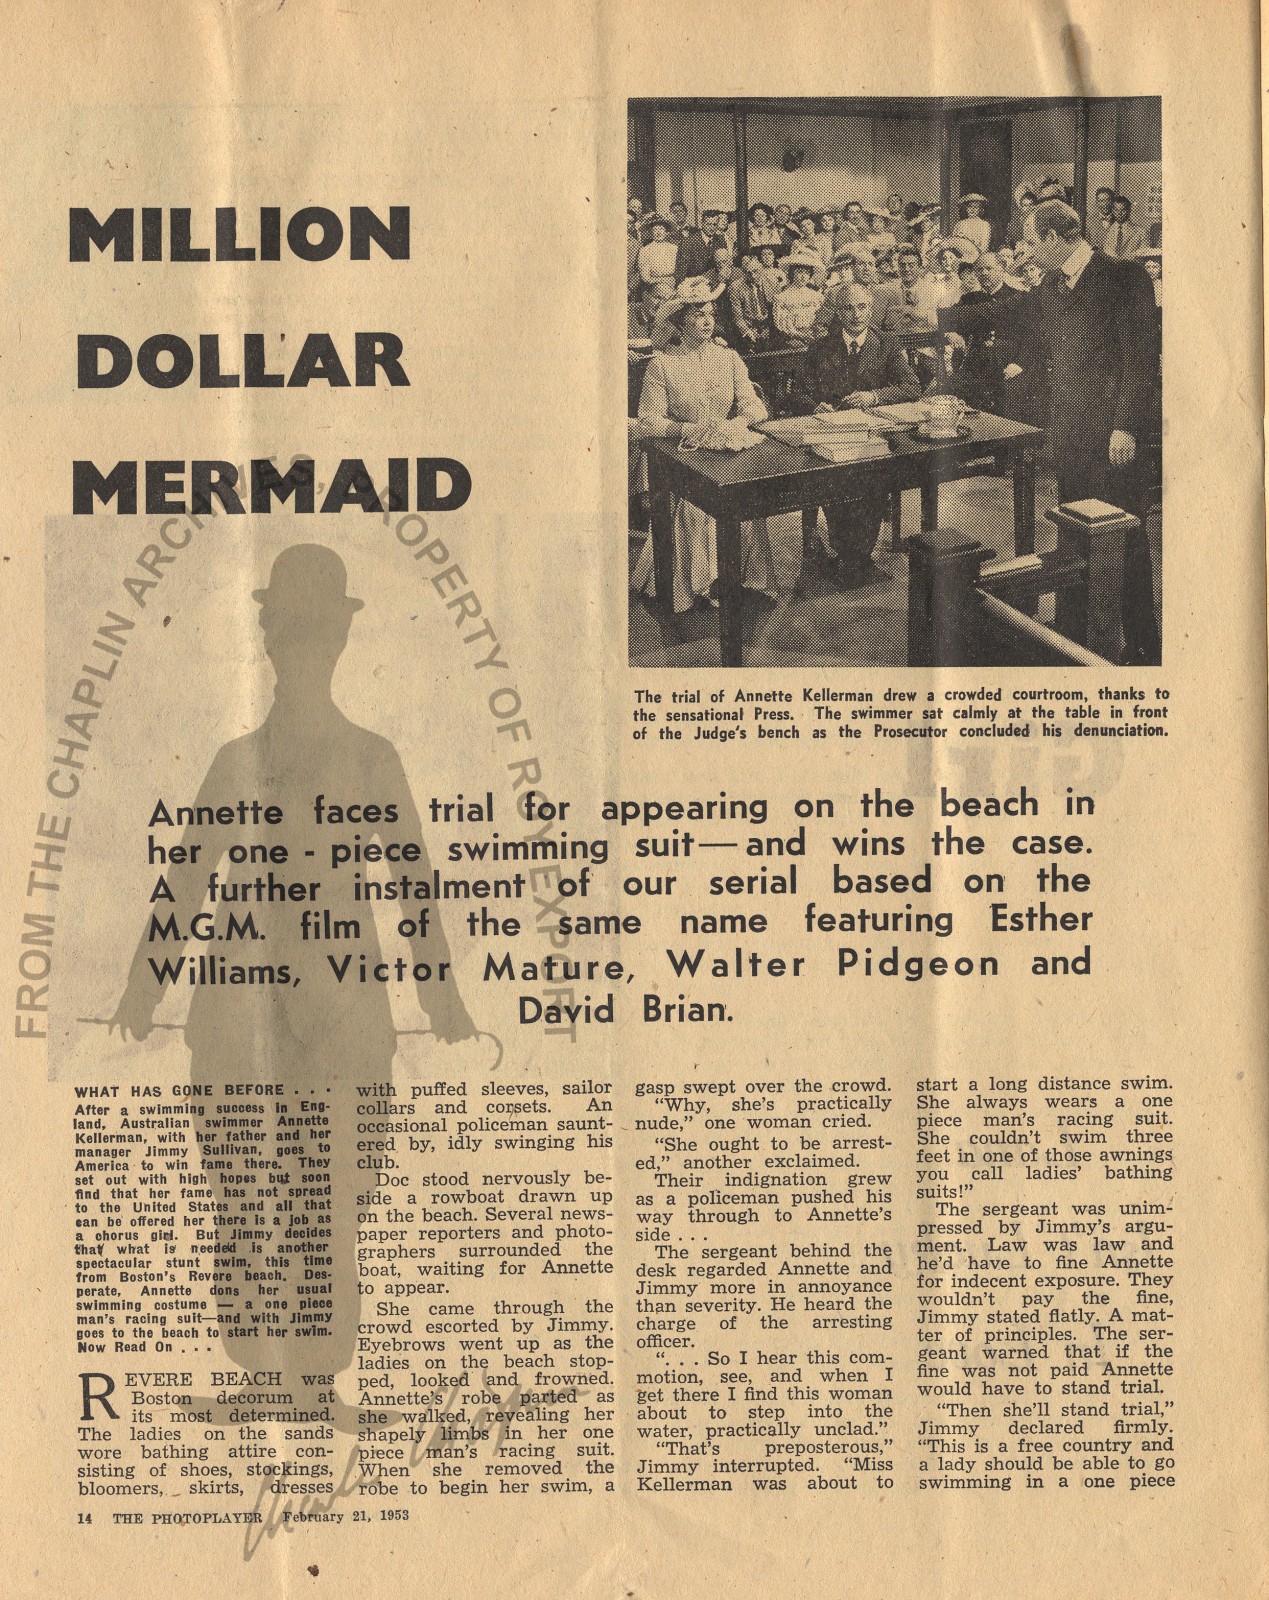 MILLION
DOLLAR
MERMAID
The trial of Annette Kellerman drew a crowded courtroom, thanks to
the sensational Press. The swimmer sat calmly at the table in front
of the Judge's bench as the Prosecutor concluded his denunciation.
Annette faces trial for appearing on the beach in
her one - piece swimming suit—and wins the case.
A further instalment of our serial based on the
M.G.M. film of the same name featuring Esther
Williams, Victor Mature, Walter Pidgeon and
David Brian.
WHAT HAS GONE BEFORE . . .
After a swimming success in Eng-
land, Australian swimmer Annette
Kellerman, with her father and her
manager Jimmy Sullivan, goes to
America to win fame there. They
set out with high hopes but soon
find that her fame has not spread
to the United States and all that
can be offered her there is a job as
a chorus girl. But Jimmy decides
that what is needed is another
spectacular stunt swim, this time
from Boston's Revere beach. Des-
perate, Annette dons her usual
swimming costume — a one piece
man's racing suit—and with Jimmy
goes to the beach to start her swim.
Now Read On . . .
REVERE BEACH was
Boston decorum at
its most determined.
The ladies on the sands
wore bathing attire con-
sisting of shoes, stockings,
bloomers, skirts, dresses
with puffed sleeves, sailor
collars and corsets. An
occasional policeman saunt-
ered by, idly swinging his
club.
Doc stood nervously be-
side a rowboat drawn up
on the beach. Several news-
paper reporters and photo-
graphers surrounded the
boat, waiting for Annette
to appear.
She came through the
crowd escorted by Jimmy.
Eyebrows went up as the
ladies on the beach stop-
ped, looked and frowned.
Annette's robe parted as
she walked, revealing her
shapely limbs in her one
piece man's racing suit.
When she removed the
robe to begin her swim, a
gasp swept over the crowd.
"Why, she's practically
nude," one woman cried.
"She ought to be arrest-
ed," another exclaimed.
Their indignation grew
as a policeman pushed his
way through to Annette's
side . . .
The sergeant behind the
desk regarded Annette and
Jimmy more in annoyance
than severity. He heard the
charge of the arresting
officer.
". . . So I hear this com-
motion, see, and when I
get there I find this woman
about to step into the
water, practically unclad."
"That's preposterous,"
Jimmy interrupted. "Miss
Kellerman was about to
start a long distance swim.
She always wears a one
piece man's racing suit.
She couldn't swim three
feet in one of those awnings
you call ladies' bathing
suits!"
The sergeant was unim-
pressed by Jimmy's argu-
ment. Law was law and
he'd have to fine Annette
for indecent exposure. They
wouldn't pay the fine,
Jimmy stated flatly. A mat-
ter of principles. The ser-
geant warned that if the
fine was not paid Annette
would have to stand trial.
"Then she'll stand trial,"
Jimmy declared firmly.
"This is a free country and
a lady should be able to go
swimming in a one piece
14 THE PHOTOPLAYER February 21, 1953
FROM THE CHAPLIN ARCHIVES, PROPERTY OF ROY EXPORT
Charles Chaplin